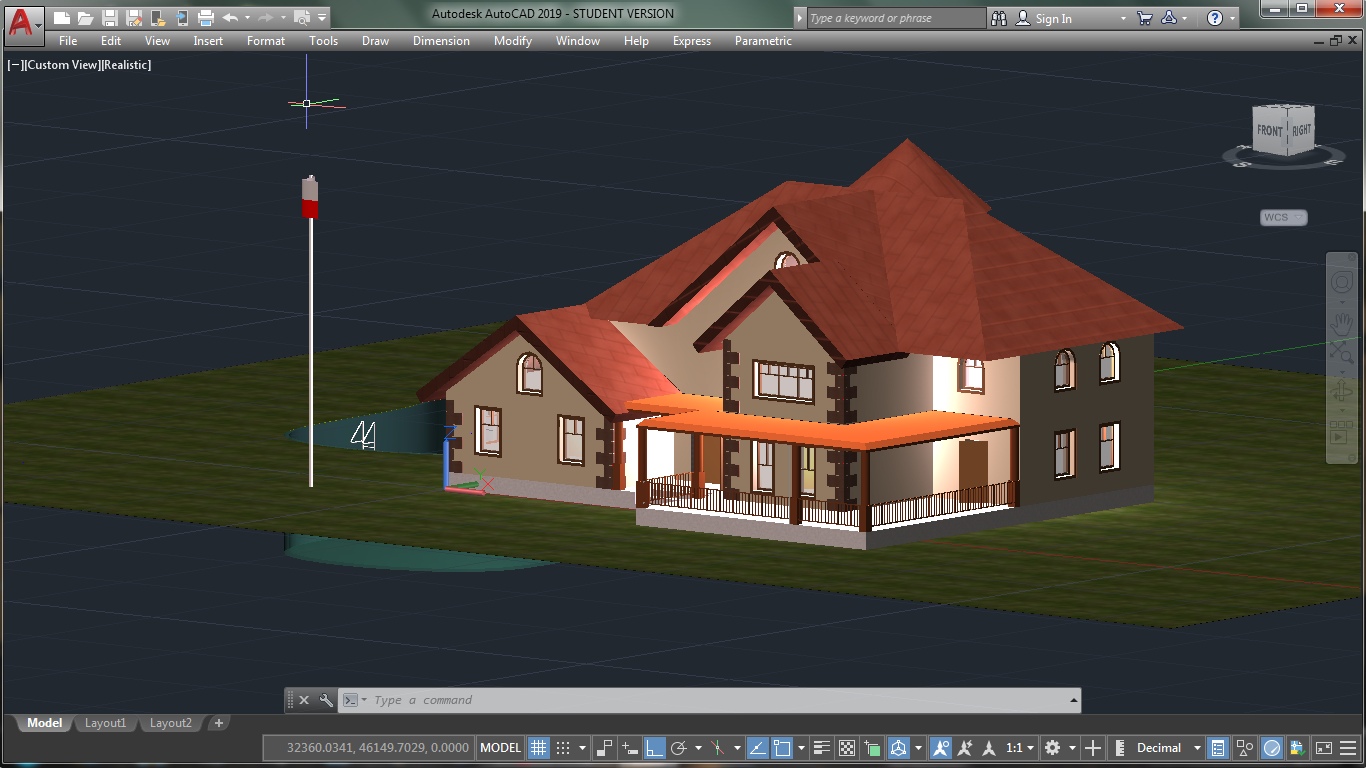 Autodesk AutoCAD 2019 - STUDENT VERSION
Type a keyword or phrase
Sign In
File Edit View Insert Format Tools Draw Dimension Modify Window Help Express Parametric
[−][Custom View][Realistic]
FRONT RIGHT
S E
WCS
Type a command
Model Layout1 Layout2 +
32360.0341, 46149.7029, 0.0000 MODEL 1:1 Decimal